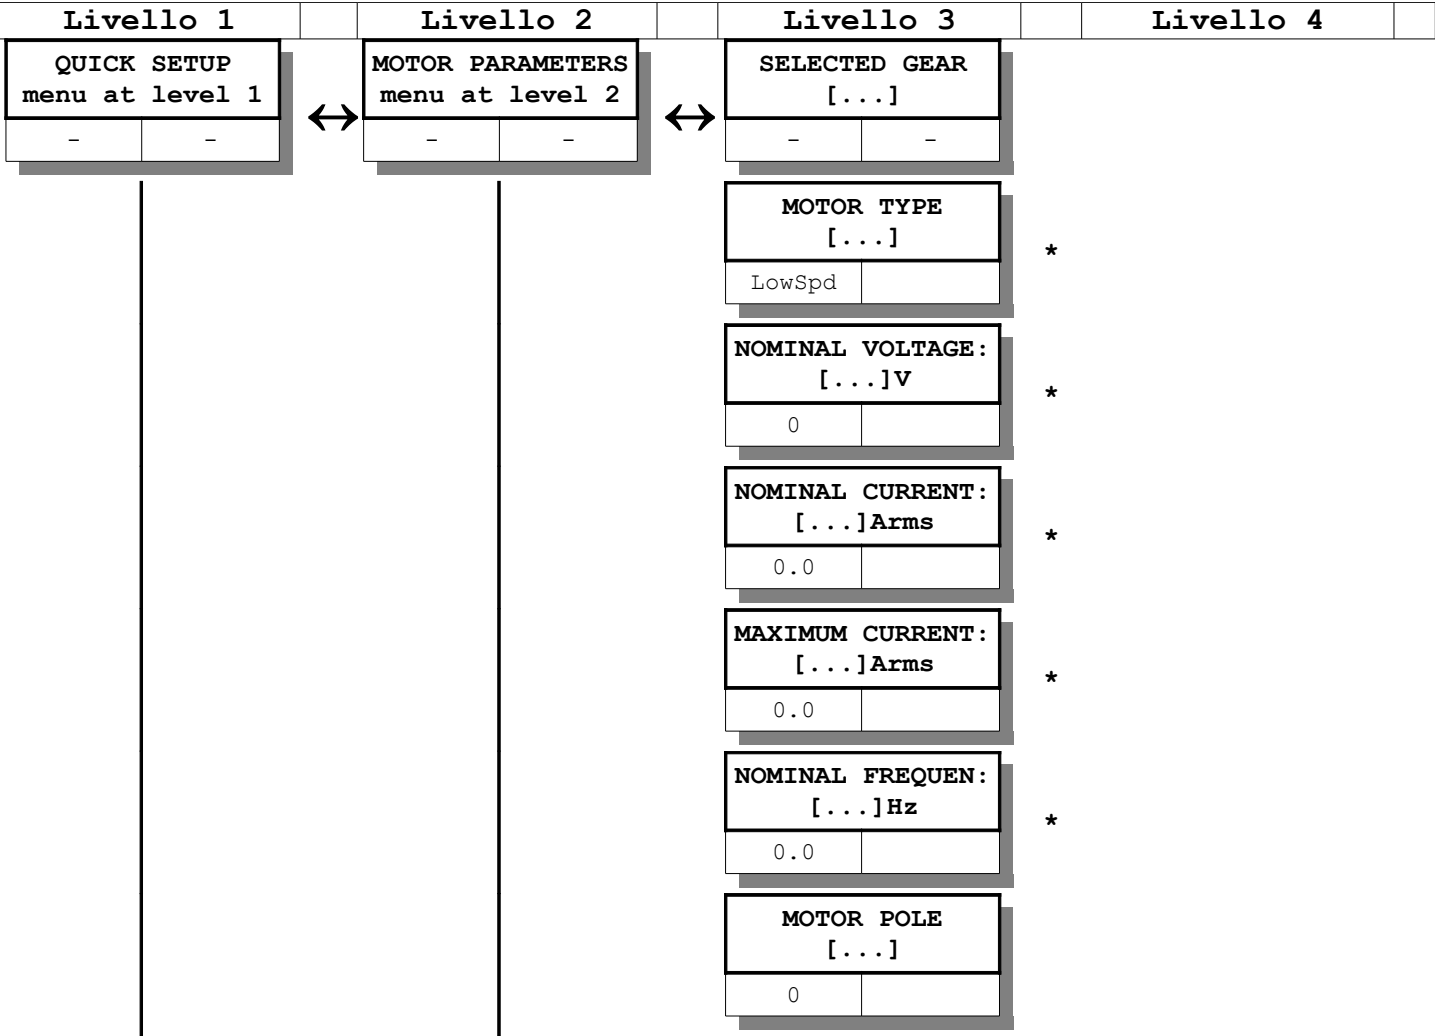 Livello 1 Livello 2 Livello 3 Livello 4
QUICK SETUP
menu at level 1
- -
MOTOR PARAMETERS
menu at level 2
- -
SELECTED GEAR
[...]
- -
MOTOR TYPE
[...]
LowSpd
*
NOMINAL VOLTAGE:
[...]V
0
*
NOMINAL CURRENT:
[...]Arms
0.0
*
MAXIMUM CURRENT:
[...]Arms
0.0
*
NOMINAL FREQUEN:
[...]Hz
0.0
*
MOTOR POLE
[...]
0